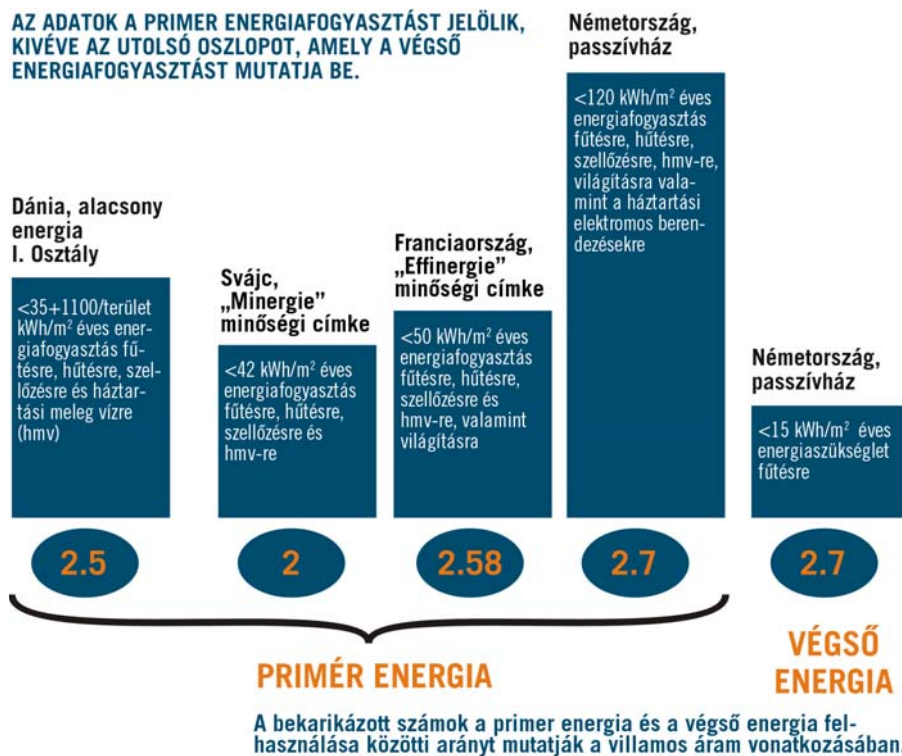 AZ ADATOK A PRIMER ENERGIAFOGYASZTÁST JELÖLIK,
KIVÉVE AZ UTOLSÓ OSZLOPOT, AMELY A VÉGSŐ
ENERGIAFOGYASZTÁST MUTATJA BE.
Dánia, alacsony
energia
I. Osztály
<35+1100/terület
kWh/m² éves ener-
giafogyasztás fű-
tésre, hűtésre, szel-
lőzésre és háztar-
tási meleg vízre
(hmv)
2.5
Svájc,
„Minergie”
minőségi címke
<42 kWh/m² éves
energiafogyasztás
fűtésre, hűtésre,
szellőzésre és
hmv-re
2
Franciaország,
„Effinergie”
minőségi címke
<50 kWh/m² éves
energiafogyasztás
fűtésre, hűtésre,
szellőzésre és
hmv-re, valamint
világításra
2.58
Németország,
passzívház
<120 kWh/m² éves
energiafogyasztás
fűtésre, hűtésre,
szellőzésre, hmv-re,
világításra vala-
mint a háztartási
elektromos beren-
dezésekre
2.7
Németország,
passzívház
<15 kWh/m² éves
energiaszükséglet
fűtésre
2.7
PRIMÉR ENERGIA
VÉGSŐ
ENERGIA
A bekarikázott számok a primer energia és a végső energia fel-
használása közötti arányt mutatják a villamos áram vonatkozásában.